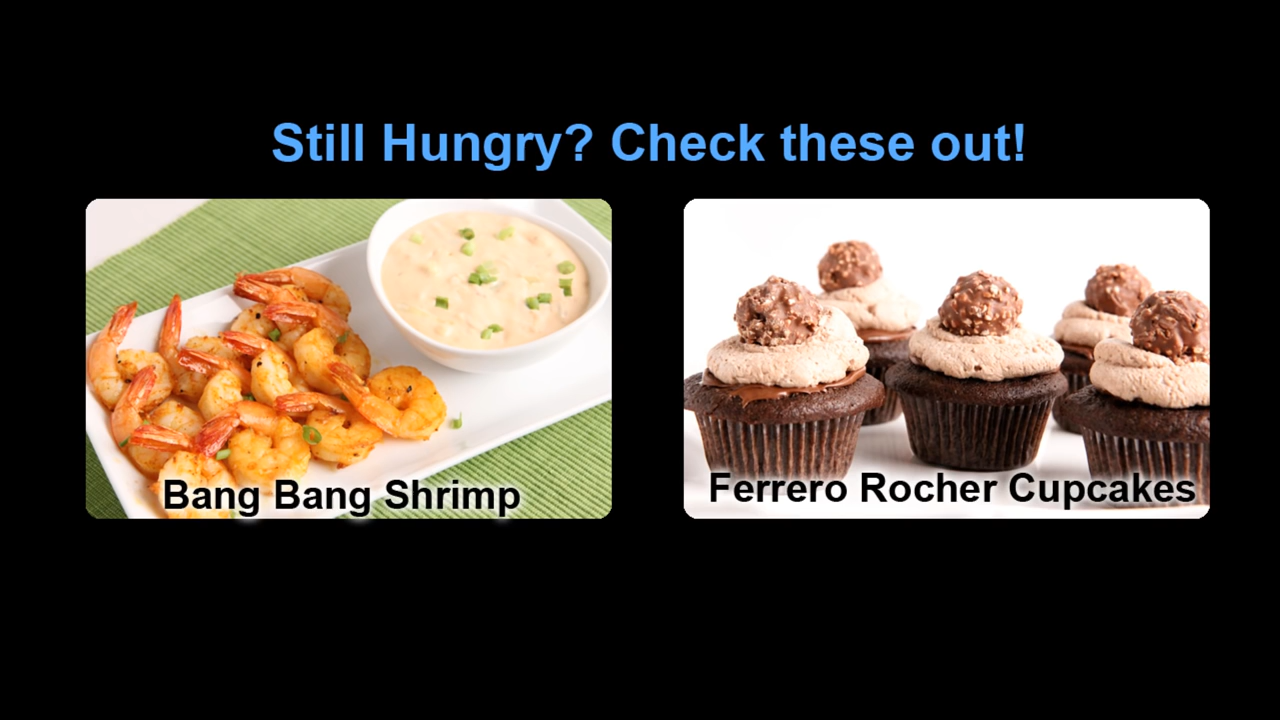 Still Hungry? Check these out!
Bang Bang Shrimp
Ferrero Rocher Cupcakes